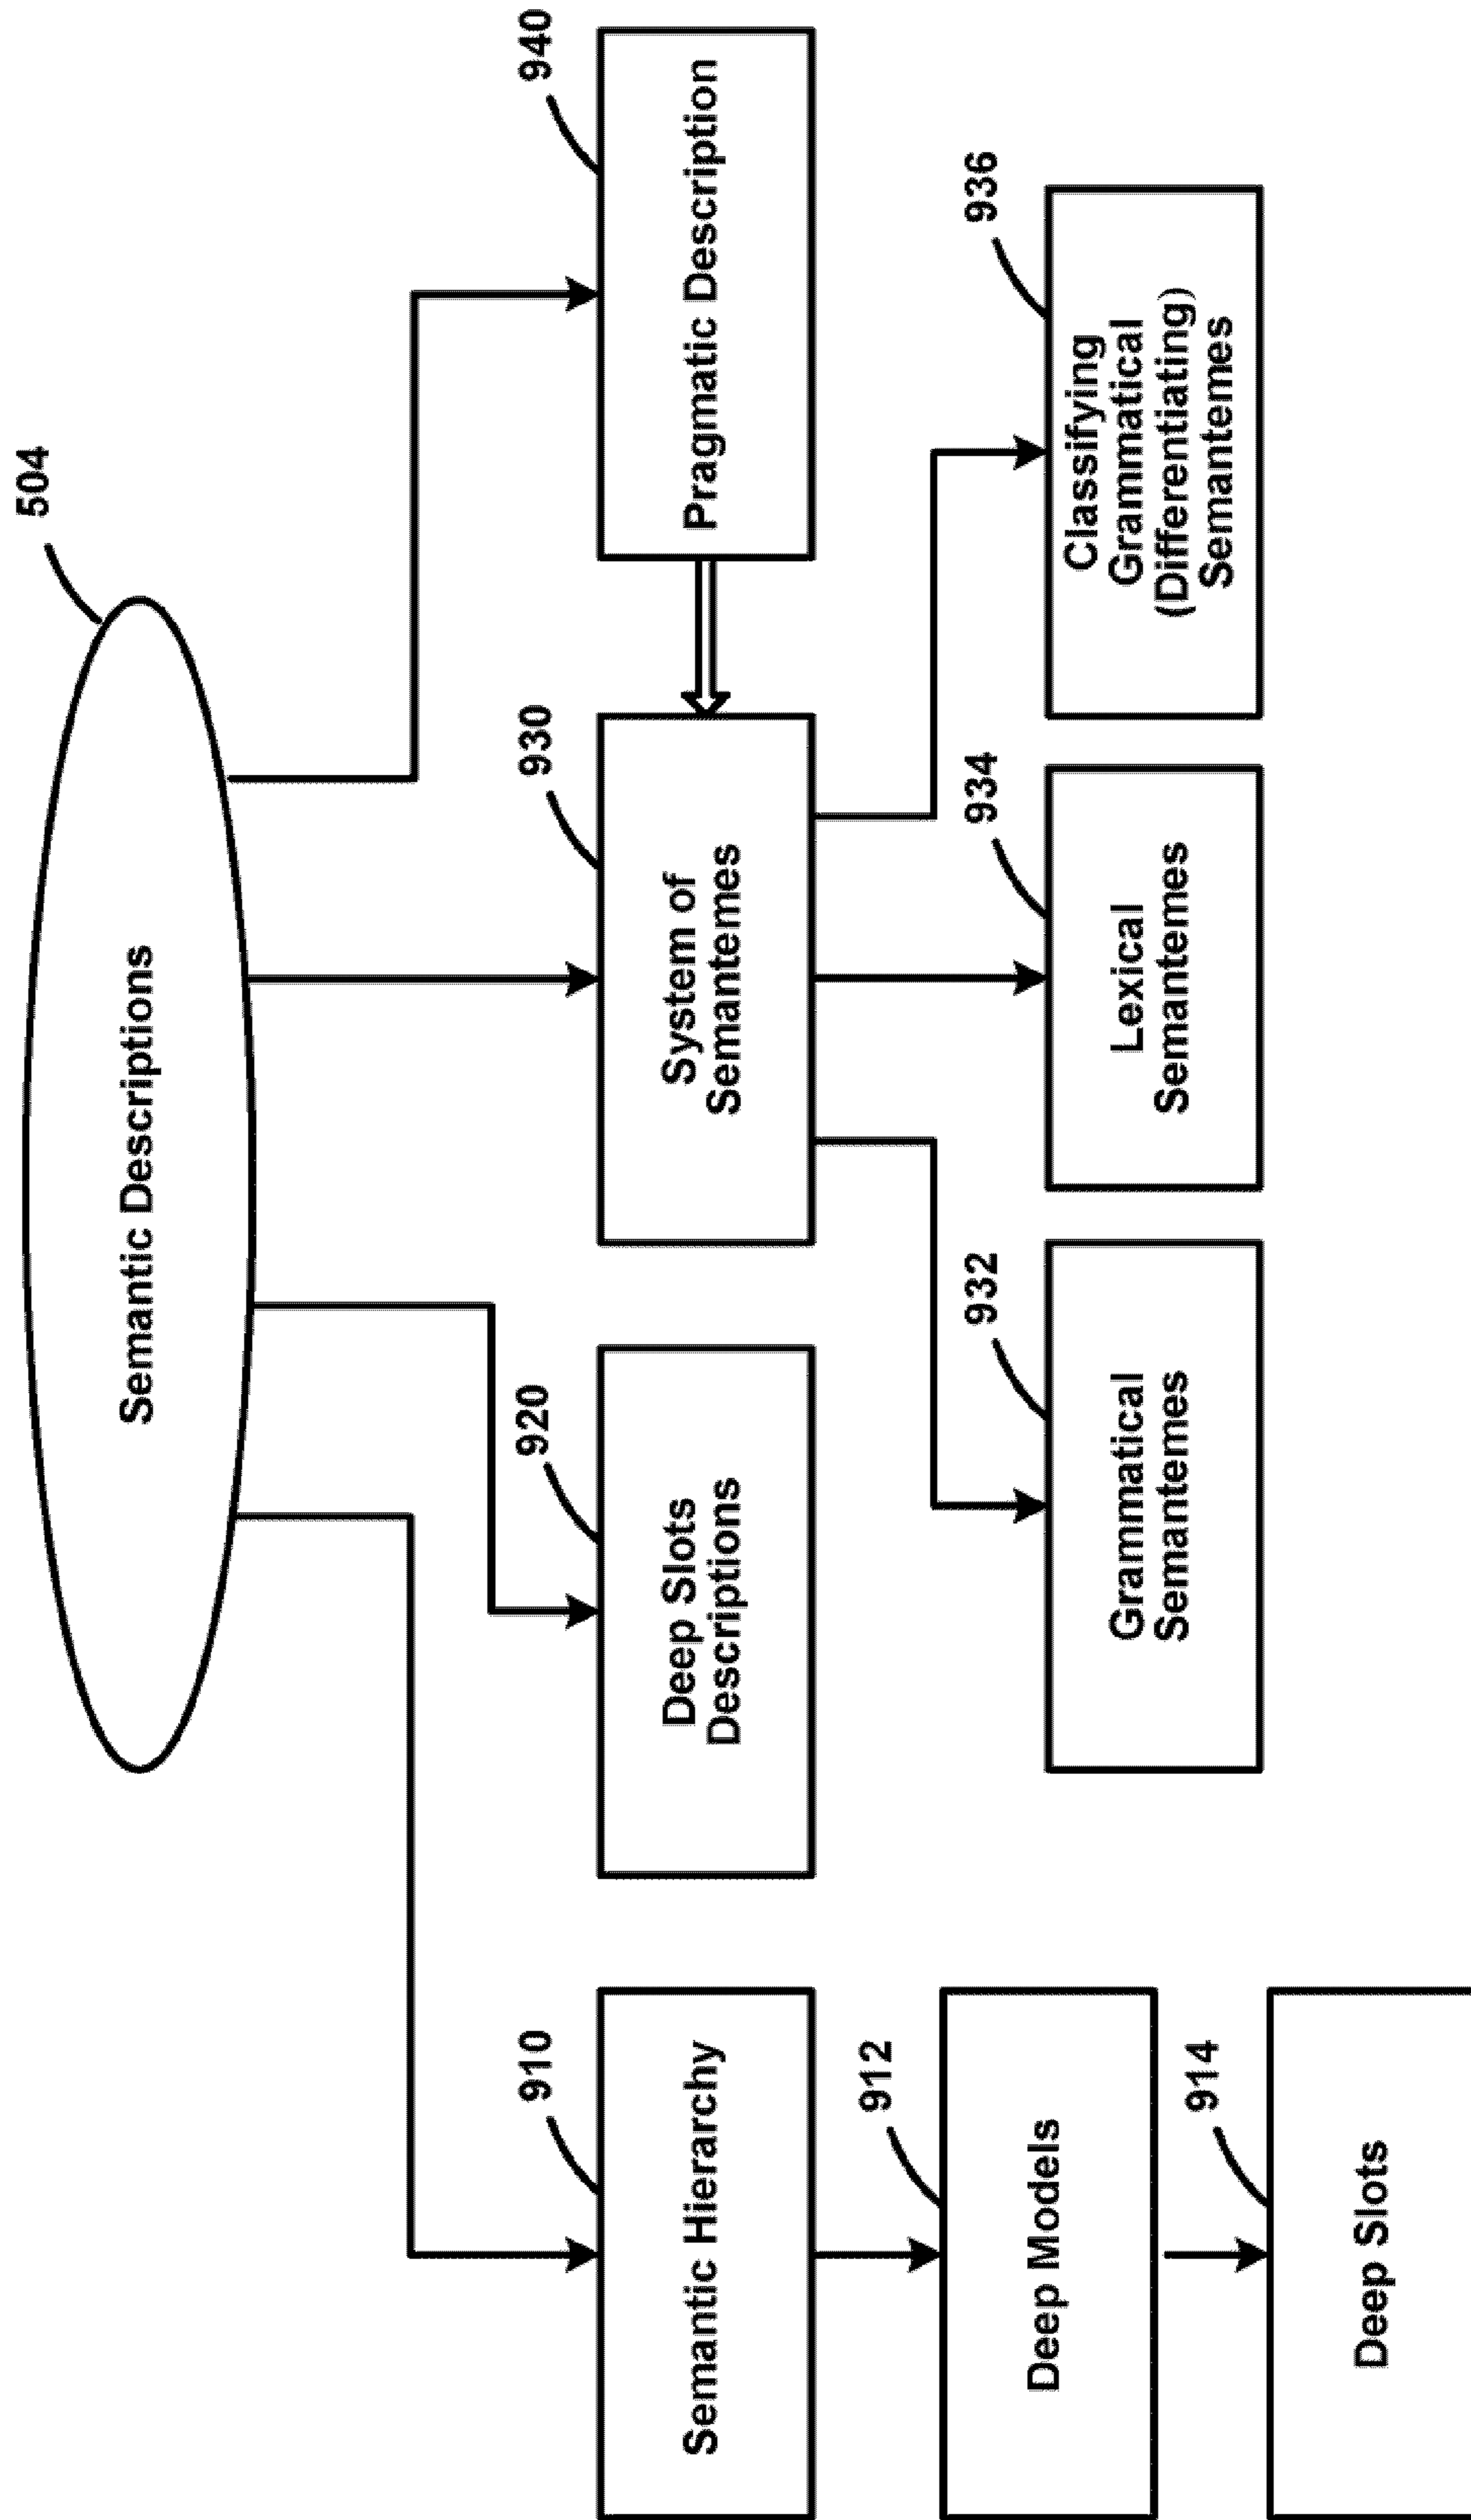 504
Semantic Descriptions
910
920
930
940
Semantic Hierarchy
Deep Slots
Descriptions
System of
Semantemes
Pragmatic Description
912
932
934
936
Deep Models
Grammatical
Semantemes
Lexical
Semantemes
Classifying
Grammatical
(Differentiating)
Semantemes
914
Deep Slots